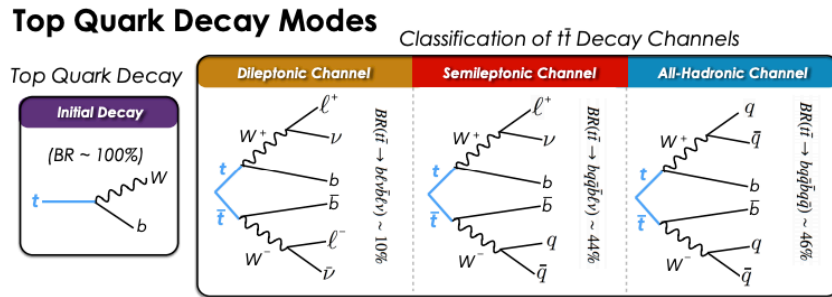 Top Quark Decay Modes
Classification of tt̄ Decay Channels
Top Quark Decay
Initial Decay
(BR ~ 100%)
t
W
b
Dileptonic Channel
ℓ⁺
W⁺
ν
t
b
t̄
b̄
ℓ⁻
W⁻
ν̄
BR(tt̄ → bℓνb̄ℓν) ~ 10%
Semileptonic Channel
ℓ⁺
W⁺
ν
t
b
t̄
b̄
q
W⁻
q̄
BR(tt̄ → bqq̄b̄ℓν) ~ 44%
All-Hadronic Channel
q
W⁺
q̄
t
b
t̄
b̄
q
W⁻
q̄
BR(tt̄ → bqq̄b̄qq̄) ~ 46%